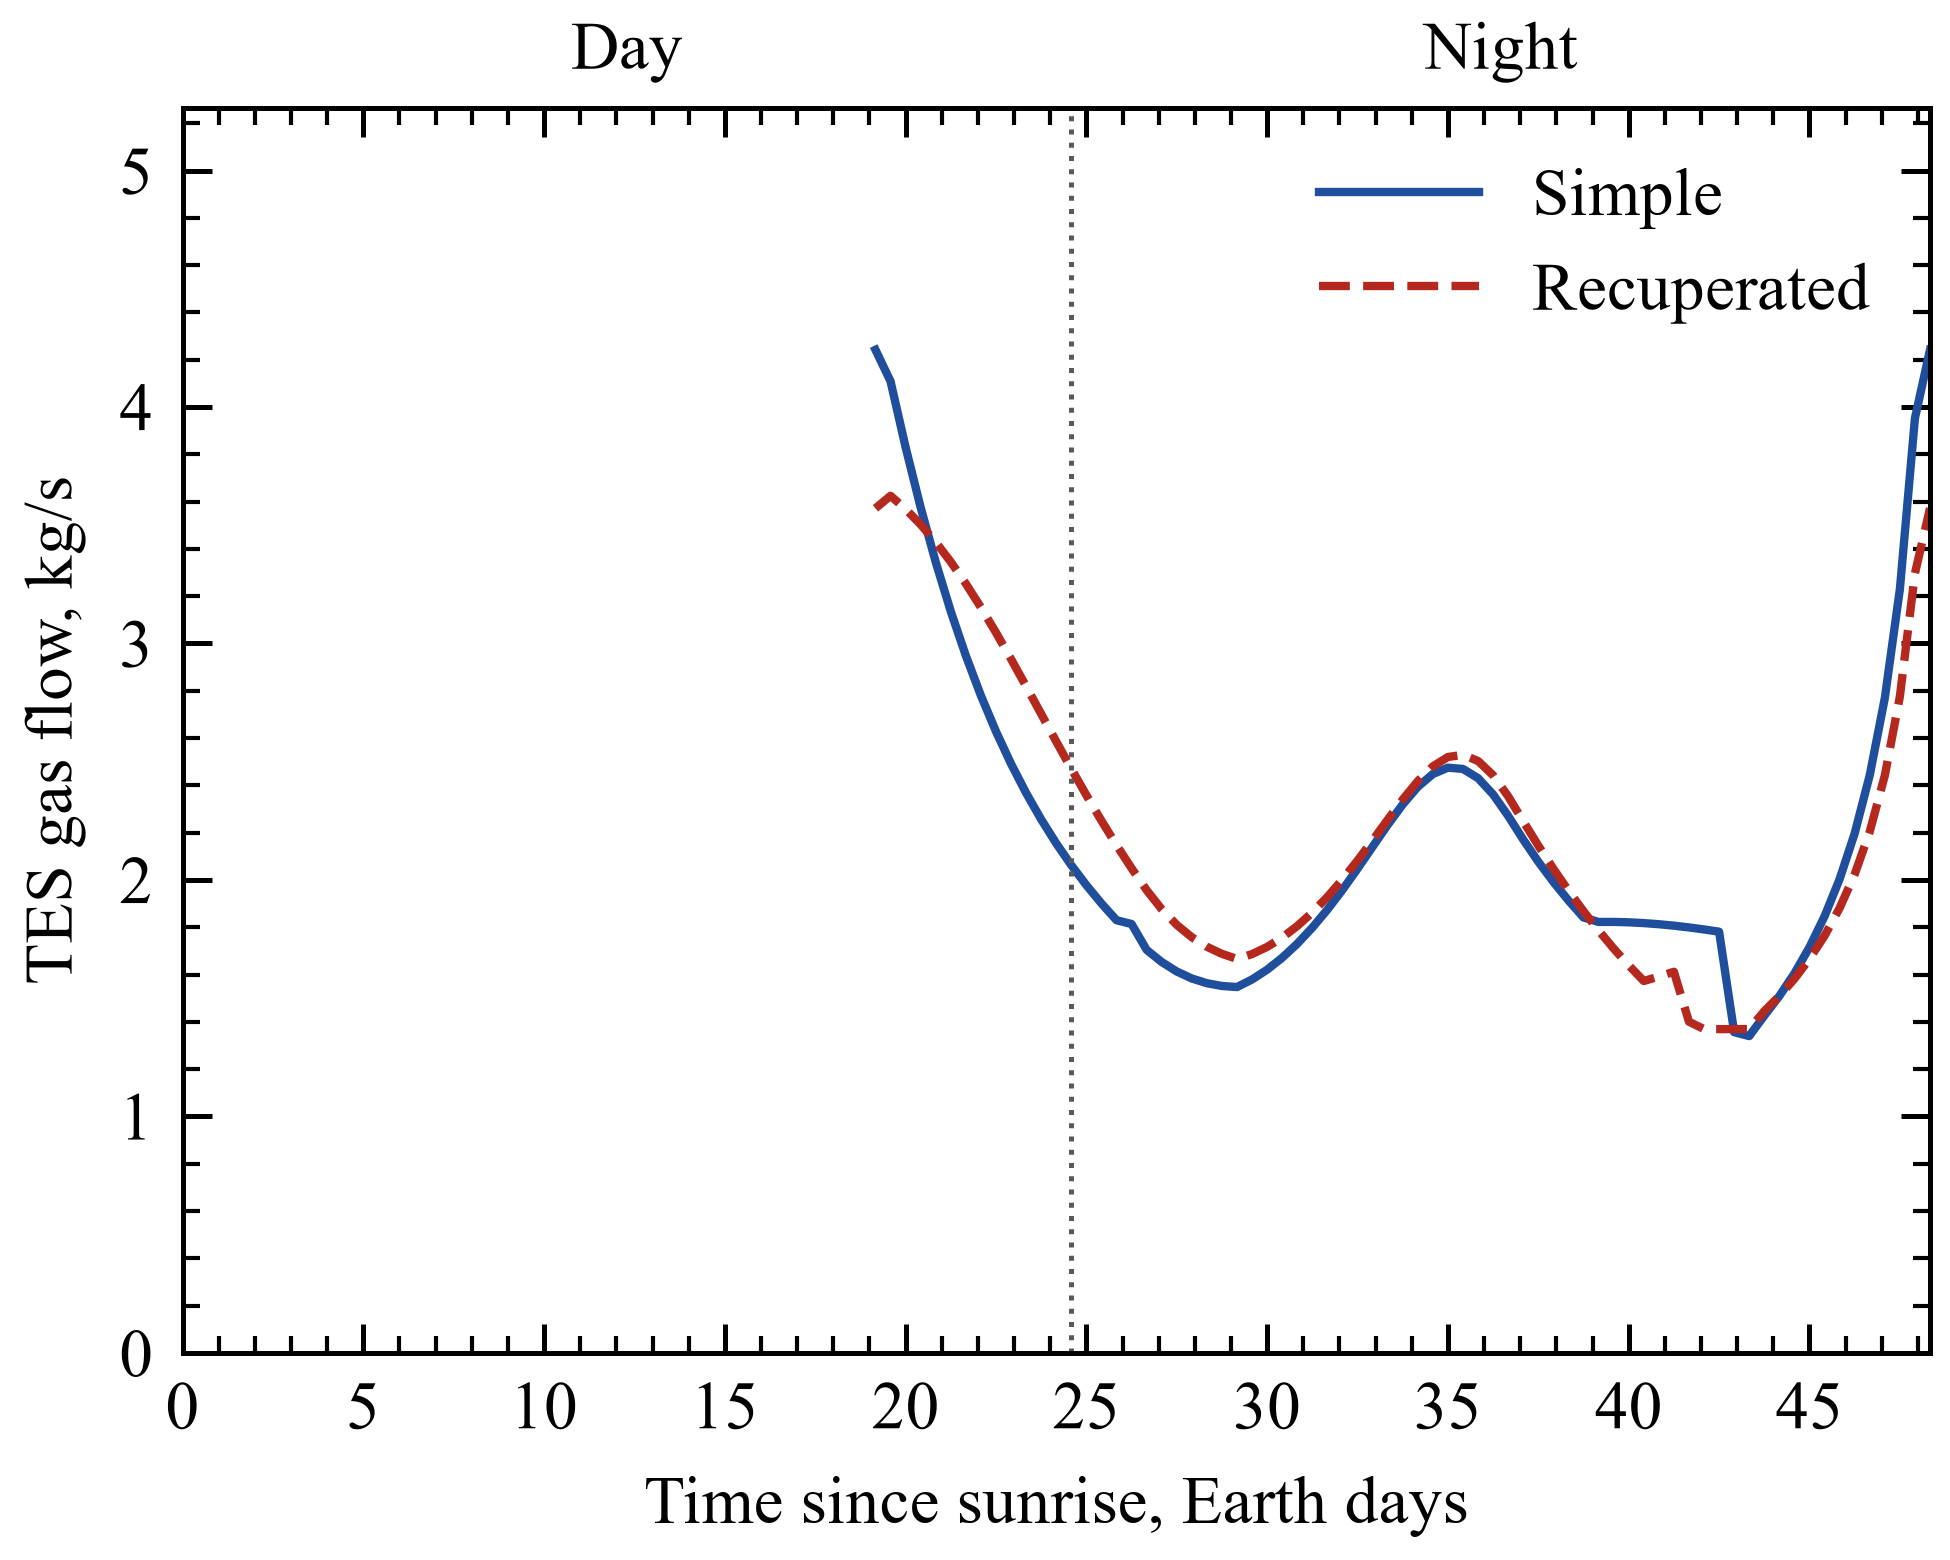 Day Night
Simple
Recuperated
TES gas flow, kg/s
5
4
3
2
1
0
0 5 10 15 20 25 30 35 40 45
Time since sunrise, Earth days